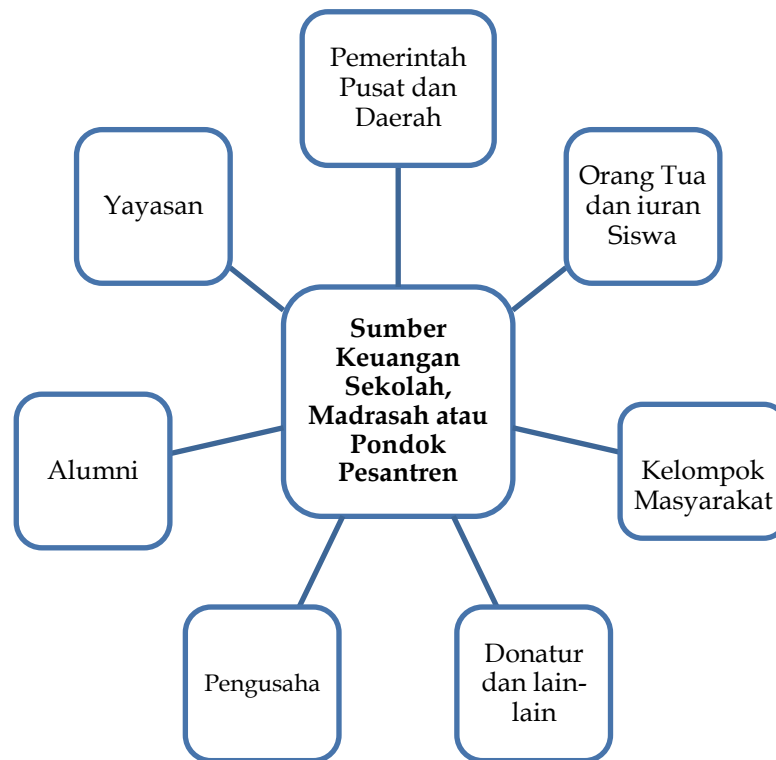 Pemerintah
Pusat dan
Daerah
Orang Tua
dan iuran
Siswa
Yayasan
Sumber
Keuangan
Sekolah,
Madrasah atau
Pondok
Pesantren
Alumni
Kelompok
Masyarakat
Pengusaha
Donatur
dan lain-
lain